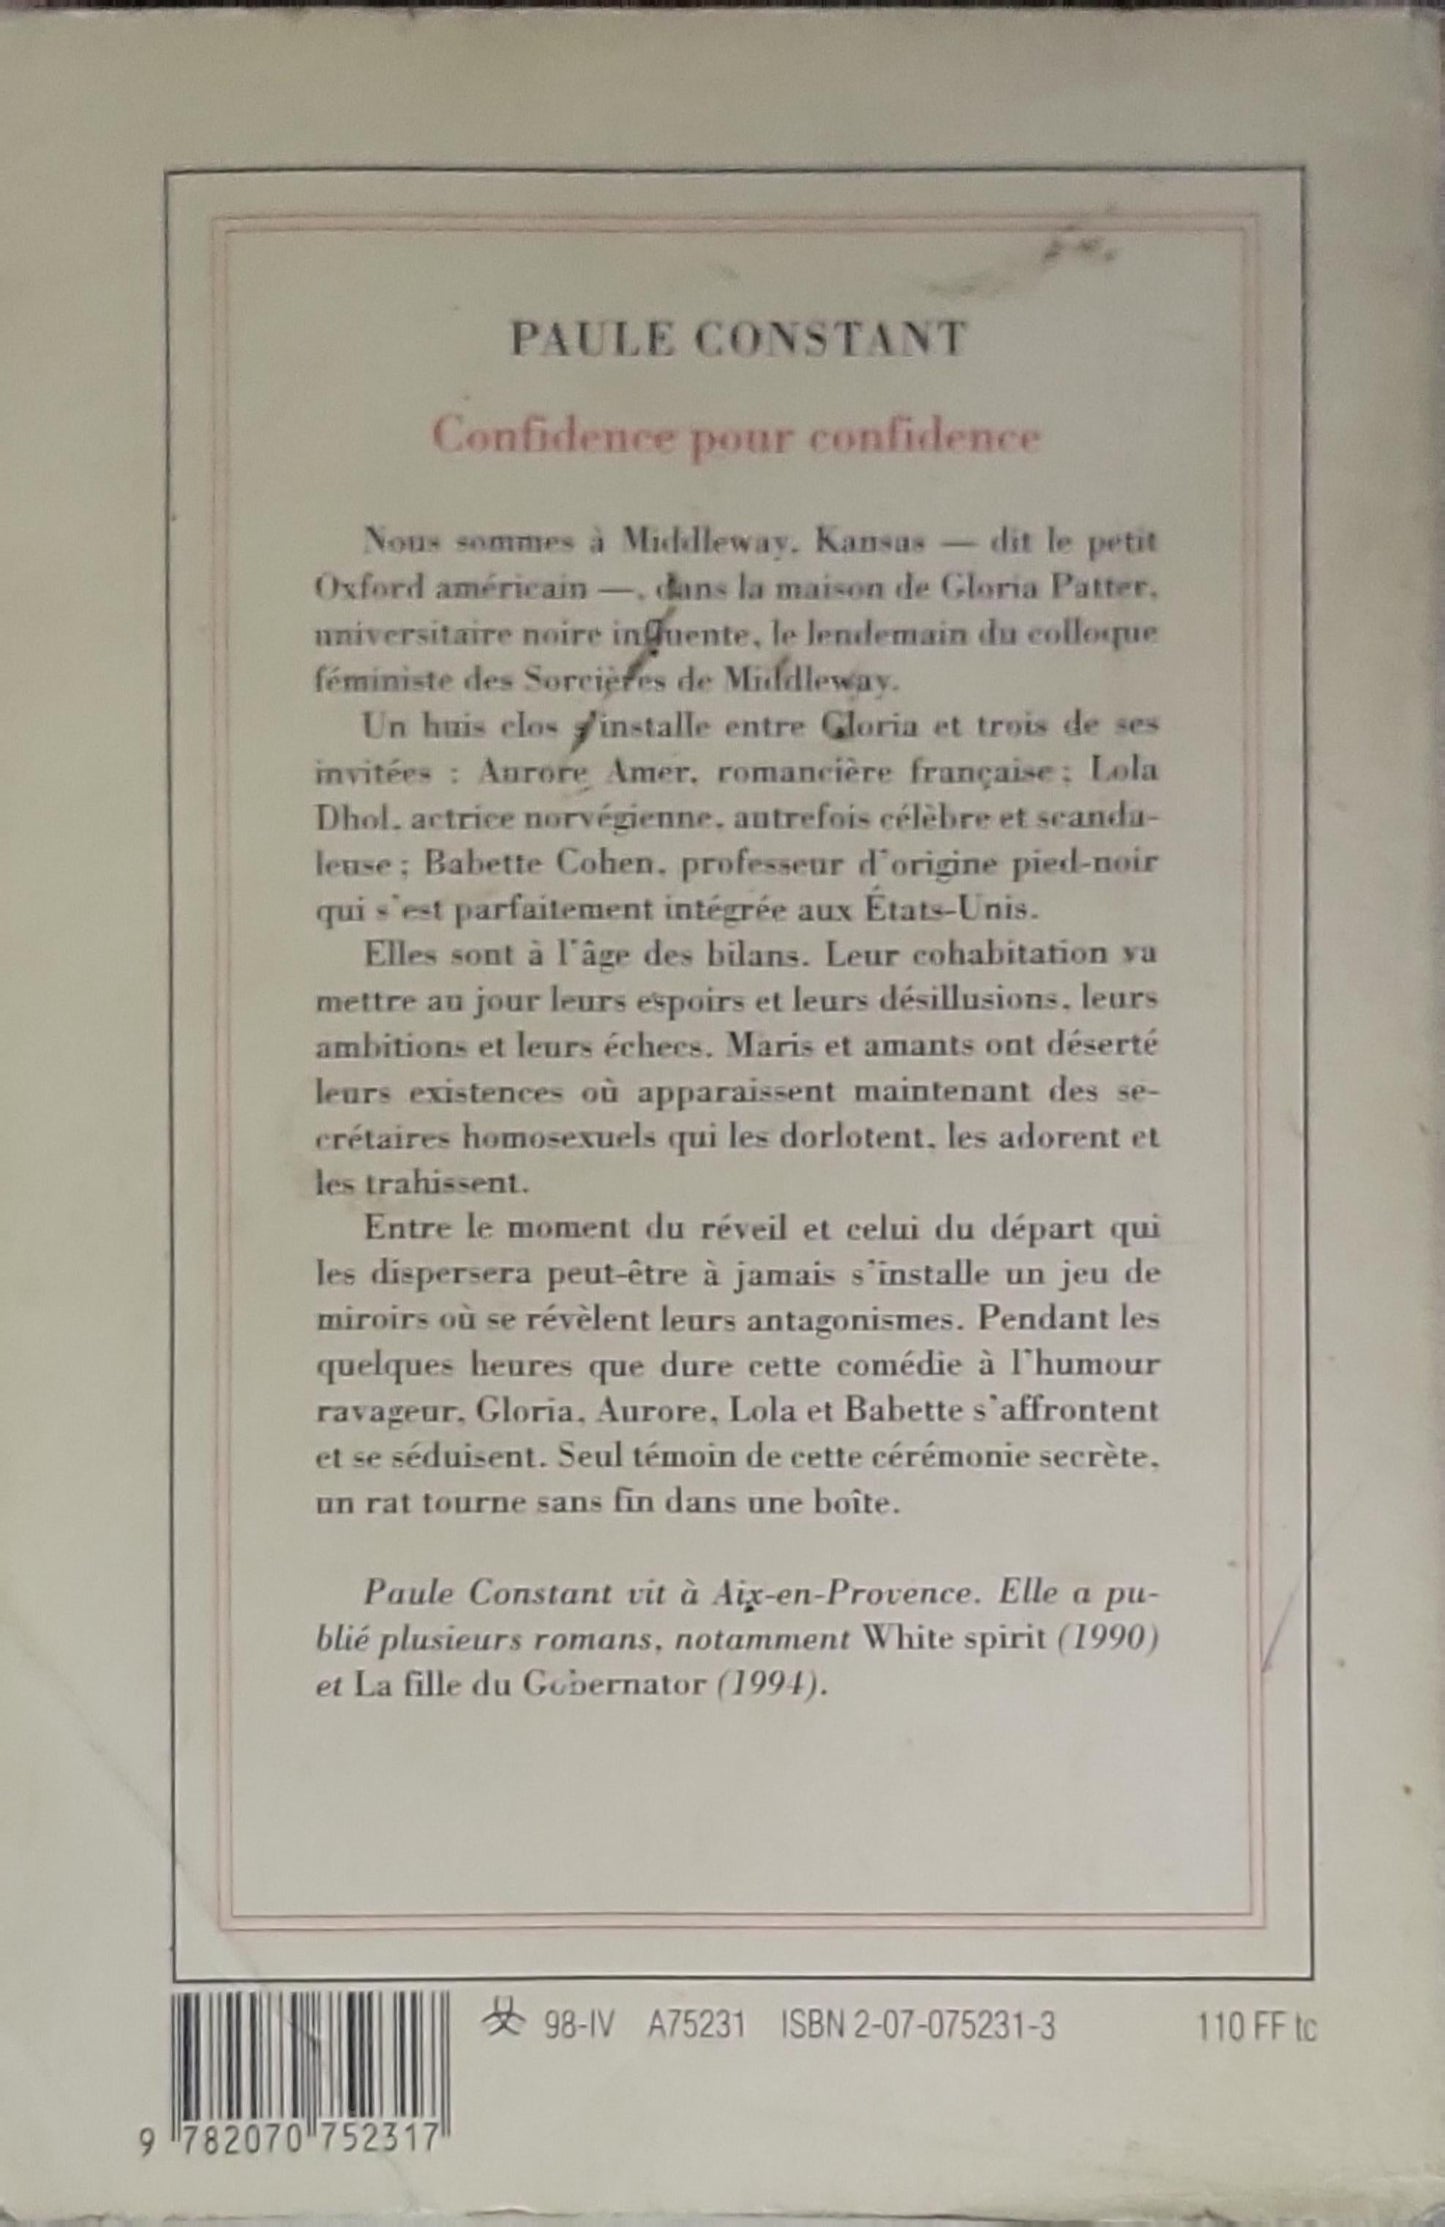 PAULE CONSTANT
Confidence pour confidence
Nous sommes à Middleway, Kansas — dit le petit
Oxford américain —, dans la maison de Gloria Patter,
universitaire noire influente, le lendemain du colloque
féministe des Sorcières de Middleway.
Un huis clos s'installe entre Gloria et trois de ses
invitées : Aurore Amer, romancière française ; Lola
Dhol, actrice norvégienne, autrefois célèbre et scanda-
leuse ; Babette Cohen, professeur d'origine pied-noir
qui s'est parfaitement intégrée aux États-Unis.
Elles sont à l'âge des bilans. Leur cohabitation va
mettre au jour leurs espoirs et leurs désillusions, leurs
ambitions et leurs échecs. Maris et amants ont déserté
leurs existences où apparaissent maintenant des se-
crétaires homosexuels qui les dorlotent, les adorent et
les trahissent.
Entre le moment du réveil et celui du départ qui
les dispersera peut-être à jamais s'installe un jeu de
miroirs où se révèlent leurs antagonismes. Pendant les
quelques heures que dure cette comédie à l'humour
ravageur, Gloria, Aurore, Lola et Babette s'affrontent
et se séduisent. Seul témoin de cette cérémonie secrète,
un rat tourne sans fin dans une boîte.
Paule Constant vit à Aix-en-Provence. Elle a pu-
blié plusieurs romans, notamment White spirit (1990)
et La fille du Gobernator (1994).
98-IV A75231 ISBN 2-07-075231-3 110 FF tc
9 782070 752317